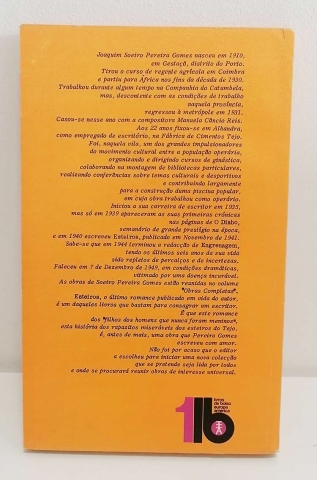 Joaquim Soeiro Pereira Gomes nasceu em 1910,
em Gestaçô, distrito do Porto.
Tirou o curso de regente agrícola em Coimbra
e partiu para África nos fins da década de 1930.
Trabalhou durante algum tempo na Companhia do Catumbela,
mas, descontente com as condições de trabalho
naquela província,
regressou à metrópole em 1931.
Casou-se nesse ano com a compositora Manuela Câncio Reis.
Aos 22 anos fixou-se em Alhandra,
como empregado de escritório, na Fábrica de Cimentos Tejo.
Foi, naquela vila, um dos grandes impulsionadores
do movimento cultural entre a população operária,
organizando e dirigindo cursos de ginástica,
colaborando na montagem de bibliotecas particulares,
realizando conferências sobre temas culturais e desportivos
e contribuindo largamente
para a construção duma piscina popular,
em cuja obra trabalhou como operário.
Iniciou a sua carreira de escritor em 1935,
mas só em 1939 apareceram as suas primeiras crónicas
nas páginas de O Diabo,
semanário de grande prestígio na época,
e em 1940 escreveu Esteiros, publicado em Novembro de 1941.
Sabe-se que em 1944 terminou a redacção de Engrenagem,
tendo os últimos seis anos de sua vida
sido repletos de percalços e de incertezas.
Faleceu em 7 de Dezembro de 1949, em condições dramáticas,
intimado por uma doença incurável.
As obras de Soeiro Pereira Gomes estão reunidas no volume
"Obras Completas".
Esteiros, o último romance publicado em vida do autor,
é um daqueles livros que bastam para consagrar um escritor.
É que este romance
dos "filhos dos homens que nunca foram meninos",
esta história dos rapazitos miseráveis dos esteiros do Tejo.
É, antes de mais, uma obra que Pereira Gomes
escreveu com amor.
Não foi por acaso que o editor
a escolheu para iniciar uma nova colecção
que se pretende seja lida por todos
e onde se procurará reunir obras de interesse universal.
1lb
livros
de bolso
europa
américa